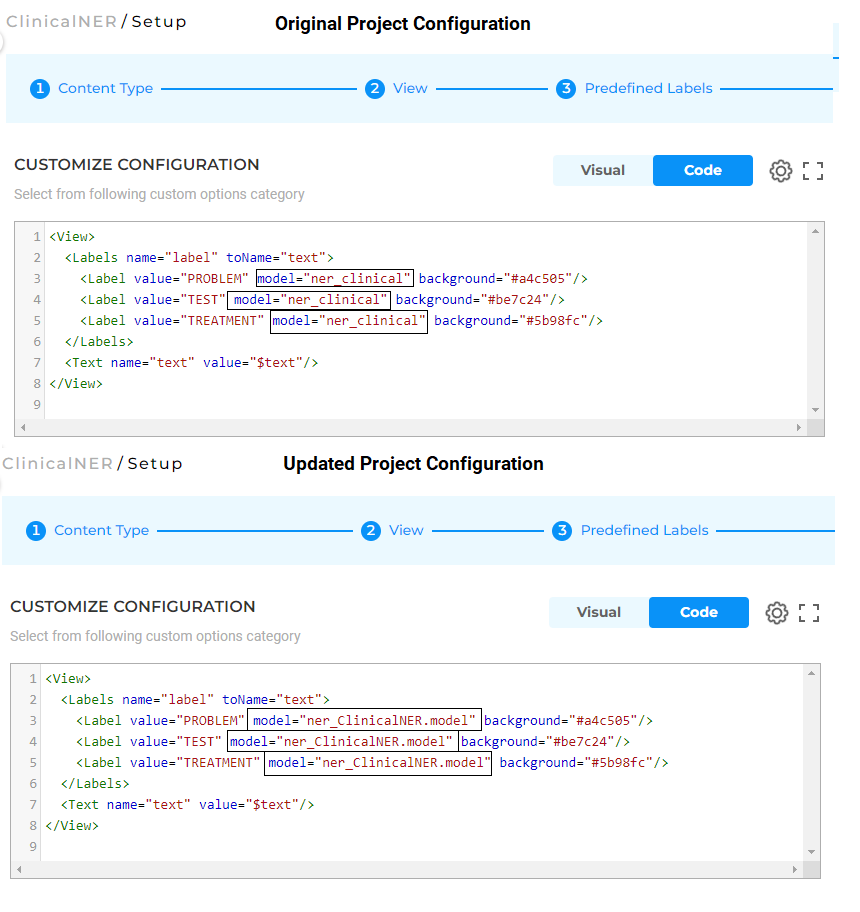 ClinicalNER / Setup Original Project Configuration
1 Content Type 2 View 3 Predefined Labels
CUSTOMIZE CONFIGURATION Visual Code
Select from following custom options category
1 <View>
2 <Labels name="label" toName="text">
3 <Label value="PROBLEM" model="ner_clinical" background="#a4c505"/>
4 <Label value="TEST" model="ner_clinical" background="#be7c24"/>
5 <Label value="TREATMENT" model="ner_clinical" background="#5b98fc"/>
6 </Labels>
7 <Text name="text" value="$text"/>
8 </View>
9
ClinicalNER / Setup Updated Project Configuration
1 Content Type 2 View 3 Predefined Labels
CUSTOMIZE CONFIGURATION Visual Code
Select from following custom options category
1 <View>
2 <Labels name="label" toName="text">
3 <Label value="PROBLEM" model="ner_ClinicalNER.model" background="#a4c505"/>
4 <Label value="TEST" model="ner_ClinicalNER.model" background="#be7c24"/>
5 <Label value="TREATMENT" model="ner_ClinicalNER.model" background="#5b98fc"/>
6 </Labels>
7 <Text name="text" value="$text"/>
8 </View>
9